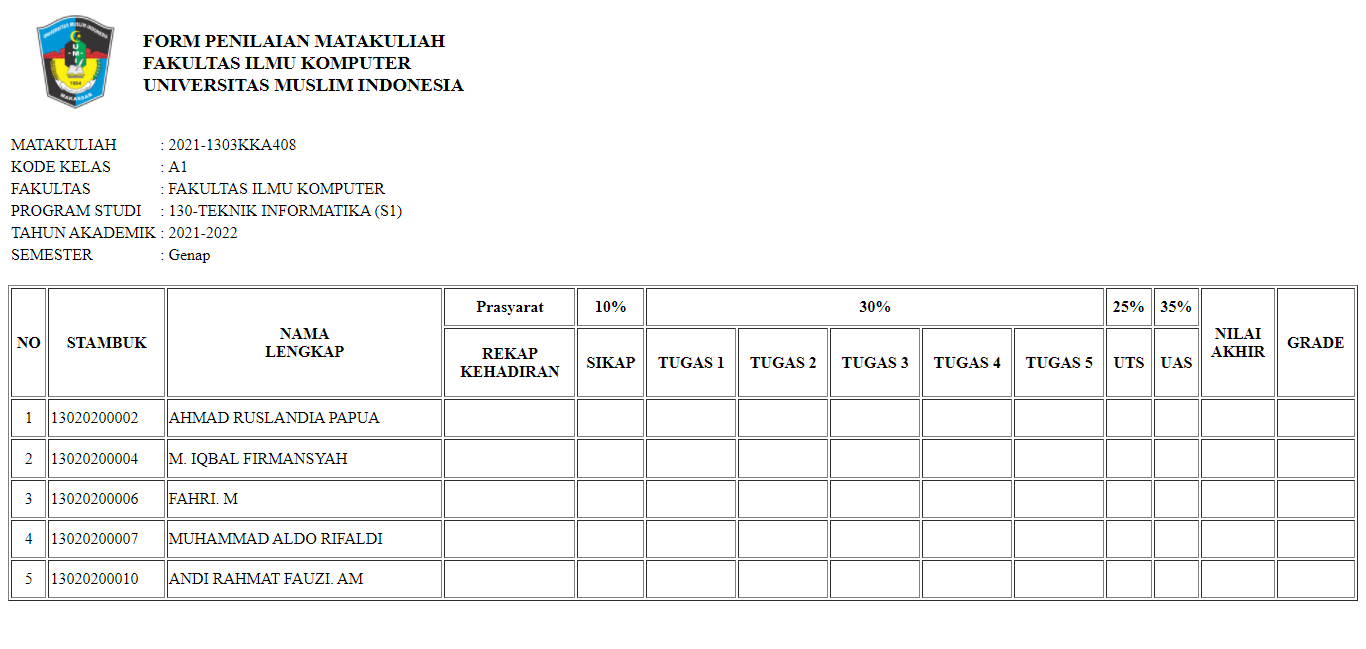 UNIVERSITAS MUSLIM INDONESIA
UMI
1954
MAKASSAR
FORM PENILAIAN MATAKULIAH
FAKULTAS ILMU KOMPUTER
UNIVERSITAS MUSLIM INDONESIA
MATAKULIAH : 2021-1303KKA408
KODE KELAS : A1
FAKULTAS : FAKULTAS ILMU KOMPUTER
PROGRAM STUDI : 130-TEKNIK INFORMATIKA (S1)
TAHUN AKADEMIK : 2021-2022
SEMESTER : Genap
NO STAMBUK NAMA LENGKAP Prasyarat 10% 30% 25% 35% NILAI AKHIR GRADE
REKAP KEHADIRAN SIKAP TUGAS 1 TUGAS 2 TUGAS 3 TUGAS 4 TUGAS 5 UTS UAS
1 13020200002 AHMAD RUSLANDIA PAPUA
2 13020200004 M. IQBAL FIRMANSYAH
3 13020200006 FAHRI. M
4 13020200007 MUHAMMAD ALDO RIFALDI
5 13020200010 ANDI RAHMAT FAUZI. AM